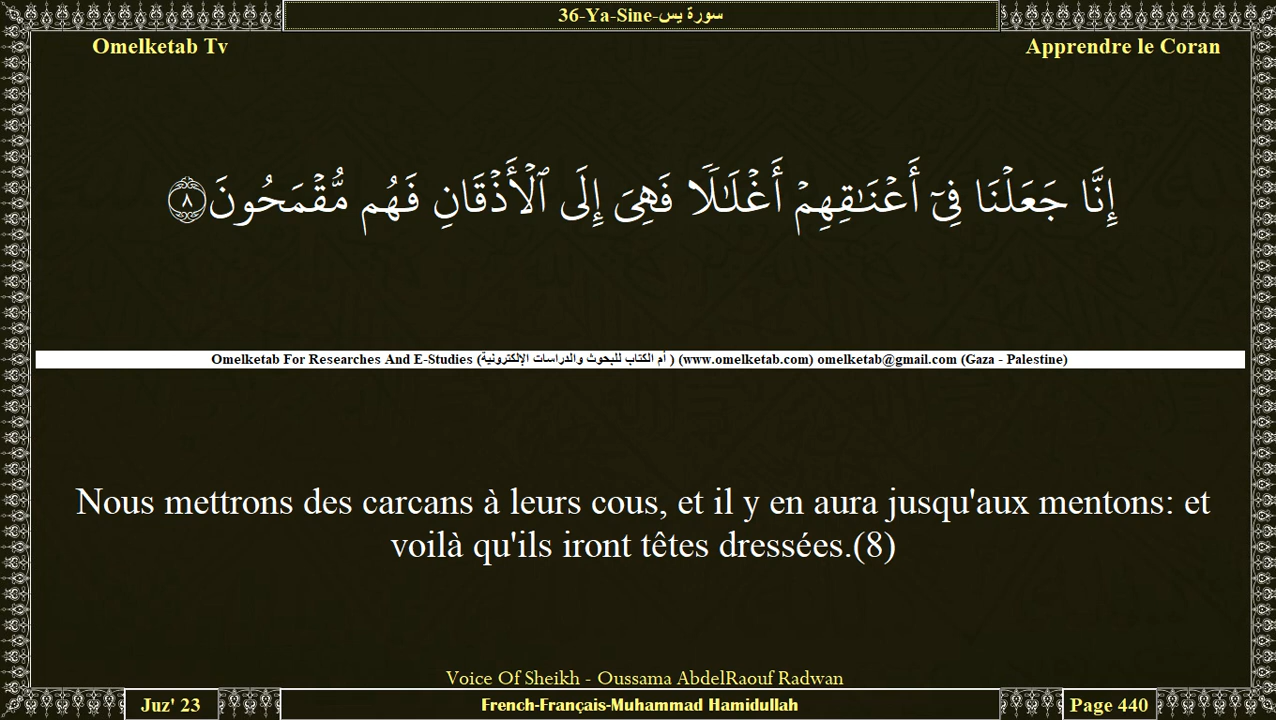 36-Ya-Sine-سورة يس
Omelketab Tv
Apprendre le Coran
إِنَّا جَعَلۡنَا فِيٓ أَعۡنَٰقِهِمۡ أَغۡلَٰلٗا فَهِيَ إِلَى ٱلۡأَذۡقَانِ فَهُم مُّقۡمَحُونَ ٨
Omelketab For Researches And E-Studies (أم الكتاب للبحوث والدراسات الإلكترونية ) (www.omelketab.com) omelketab@gmail.com (Gaza - Palestine)
Nous mettrons des carcans à leurs cous, et il y en aura jusqu'aux mentons: et
voilà qu'ils iront têtes dressées.(8)
Voice Of Sheikh - Oussama AbdelRaouf Radwan
Juz' 23
French-Français-Muhammad Hamidullah
Page 440